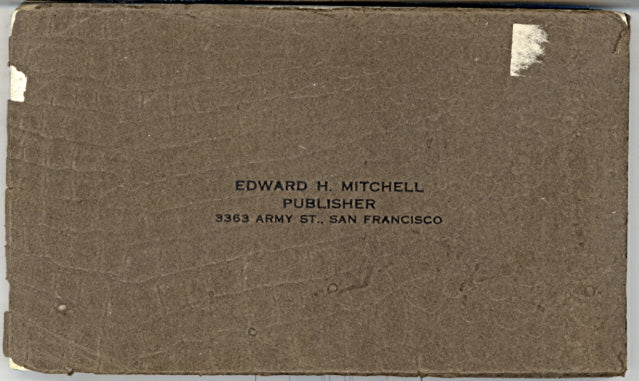 EDWARD H. MITCHELL
PUBLISHER
3363 ARMY ST., SAN FRANCISCO